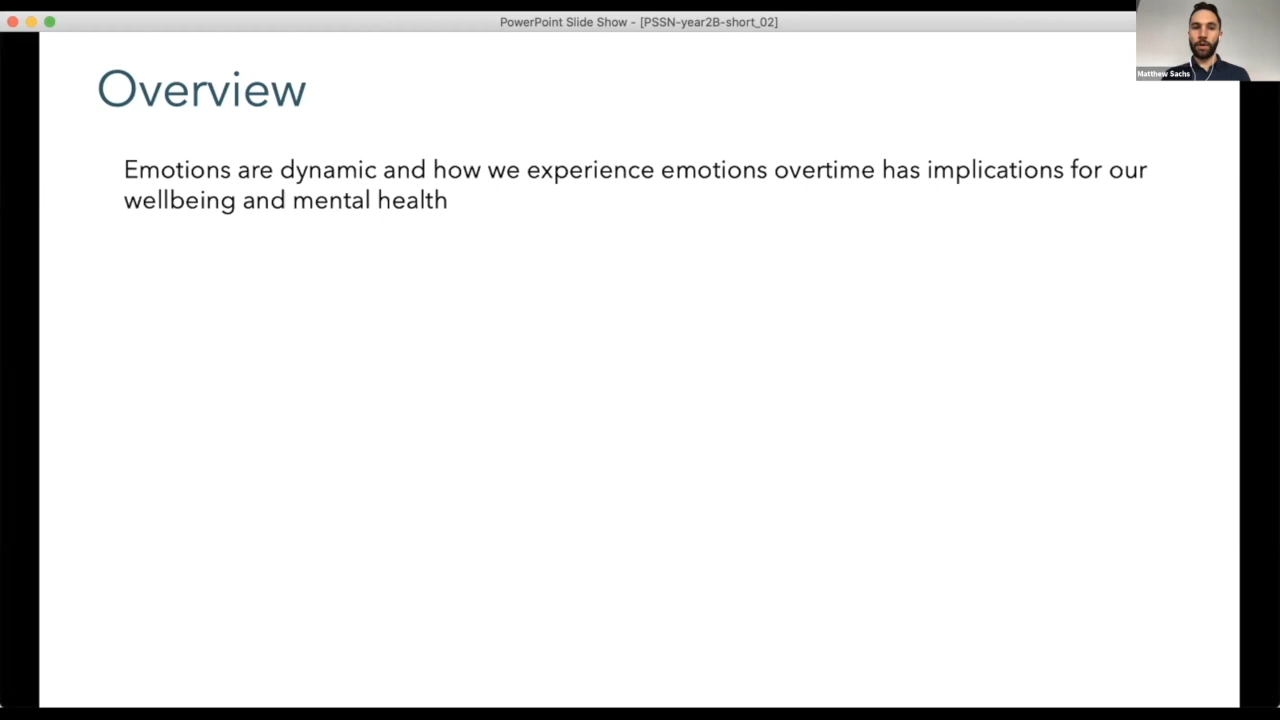 PowerPoint Slide Show - [PSSN-year2B-short_02]
Matthew Sachs
Overview
Emotions are dynamic and how we experience emotions overtime has implications for our
wellbeing and mental health